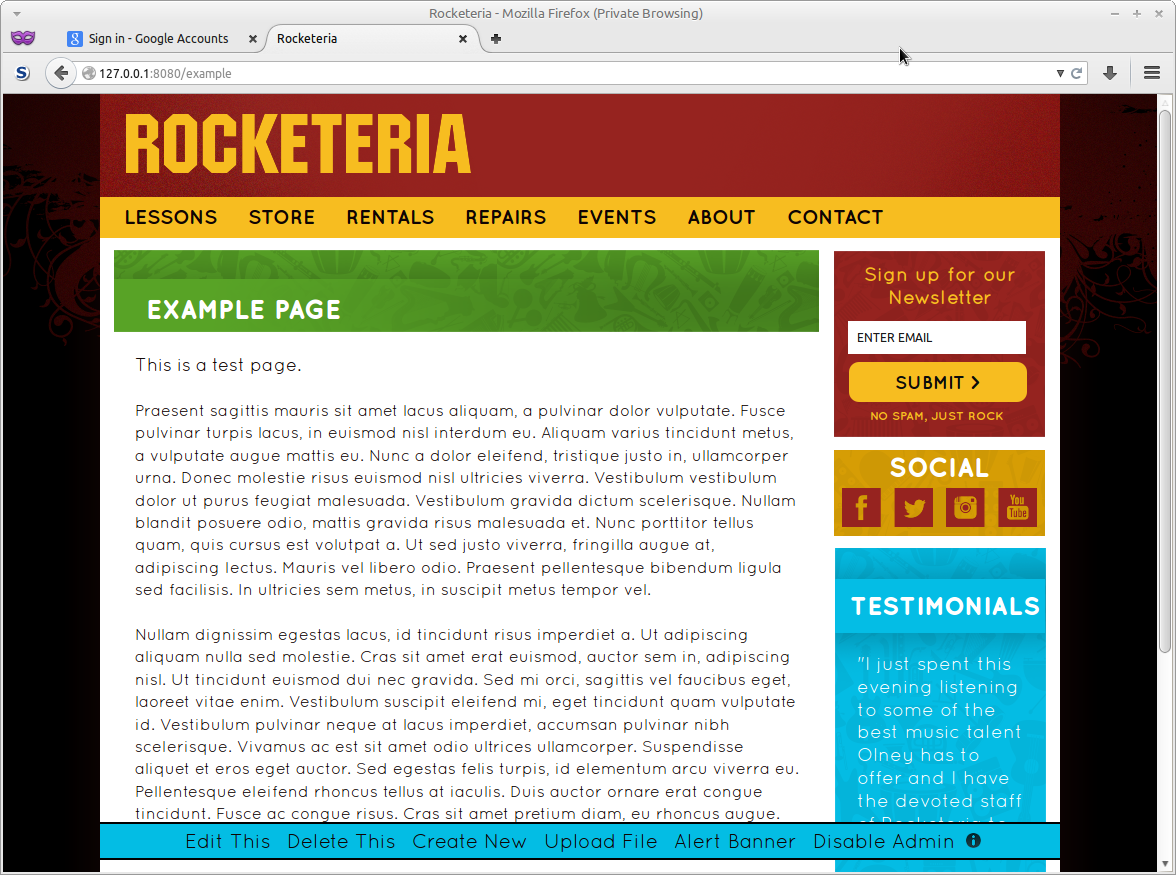 Rocketeria - Mozilla Firefox (Private Browsing)
Sign in - Google Accounts
Rocketeria
127.0.0.1:8080/example
ROCKETERIA
LESSONS STORE RENTALS REPAIRS EVENTS ABOUT CONTACT
EXAMPLE PAGE
This is a test page.
Praesent sagittis mauris sit amet lacus aliquam, a pulvinar dolor vulputate. Fusce
pulvinar turpis lacus, in euismod nisl interdum eu. Aliquam varius tincidunt metus,
a vulputate augue mattis eu. Nunc a dolor eleifend, tristique justo in, ullamcorper
urna. Donec molestie risus euismod nisl ultricies viverra. Vestibulum vestibulum
dolor ut purus feugiat malesuada. Vestibulum gravida dictum scelerisque. Nullam
blandit posuere odio, mattis gravida risus malesuada et. Nunc porttitor tellus
quam, quis cursus est volutpat a. Ut sed justo viverra, fringilla augue at,
adipiscing lectus. Mauris vel libero odio. Praesent pellentesque bibendum ligula
sed facilisis. In ultricies sem metus, in suscipit metus tempor vel.
Nullam dignissim egestas lacus, id tincidunt risus imperdiet a. Ut adipiscing
aliquam nulla sed molestie. Cras sit amet erat euismod, auctor sem in, adipiscing
nisl. Ut tincidunt euismod dui nec gravida. Sed mi orci, sagittis vel faucibus eget,
laoreet vitae enim. Vestibulum suscipit eleifend mi, eget tincidunt quam vulputate
id. Vestibulum pulvinar neque at lacus imperdiet, accumsan pulvinar nibh
scelerisque. Vivamus ac est sit amet odio ultrices ullamcorper. Suspendisse
aliquet et eros eget auctor. Sed egestas felis turpis, id elementum arcu viverra eu.
Pellentesque eleifend rhoncus tellus at iaculis. Duis auctor ornare erat congue
tincidunt. Fusce ac congue risus. Cras sit amet pretium diam, eu rhoncus augue.
Sign up for our
Newsletter
ENTER EMAIL
SUBMIT >
NO SPAM, JUST ROCK
SOCIAL
You
Tube
TESTIMONIALS
"I just spent this
evening listening
to some of the
best music talent
Olney has to
offer and I have
the devoted staff
of Rocketeria to
Edit This Delete This Create New Upload File Alert Banner Disable Admin